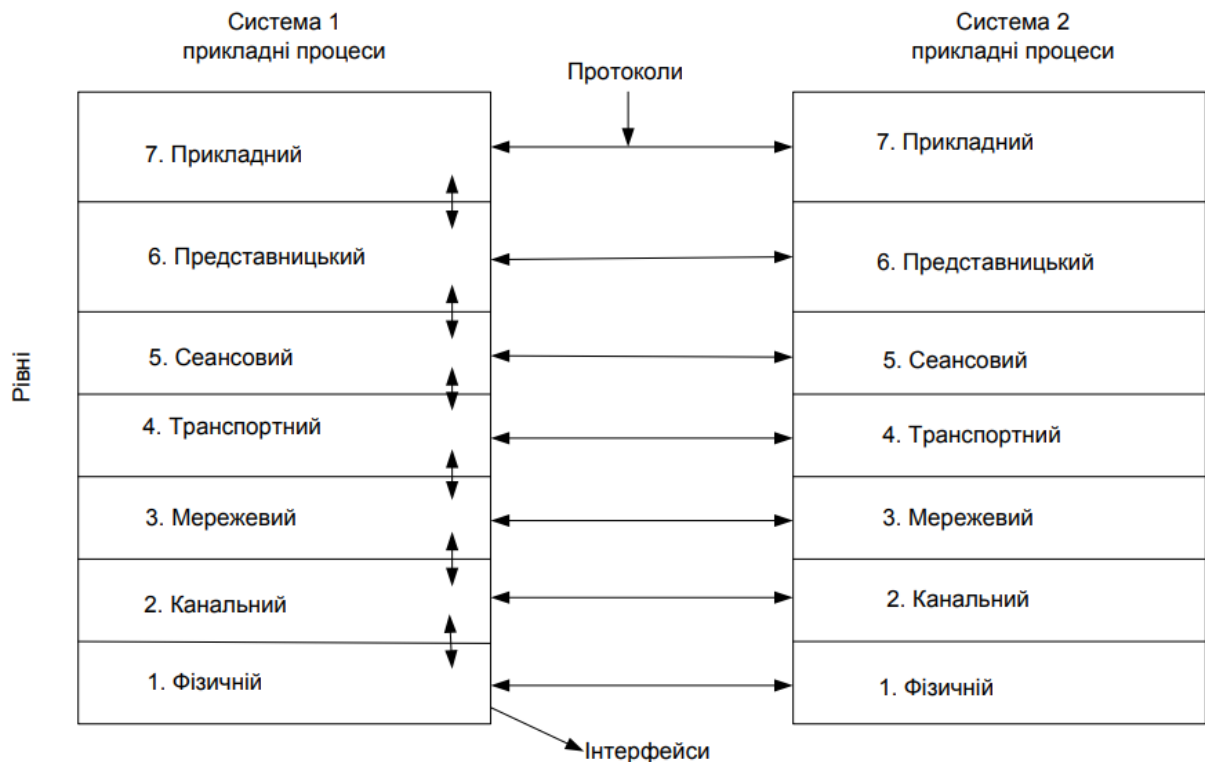 Система 1
прикладні процеси
Система 2
прикладні процеси
Протоколи
7. Прикладний
7. Прикладний
6. Представницький
6. Представницький
5. Сеансовий
5. Сеансовий
Рівні
4. Транспортний
4. Транспортний
3. Мережевий
3. Мережевий
2. Канальний
2. Канальний
1. Фізичній
1. Фізичній
Інтерфейси